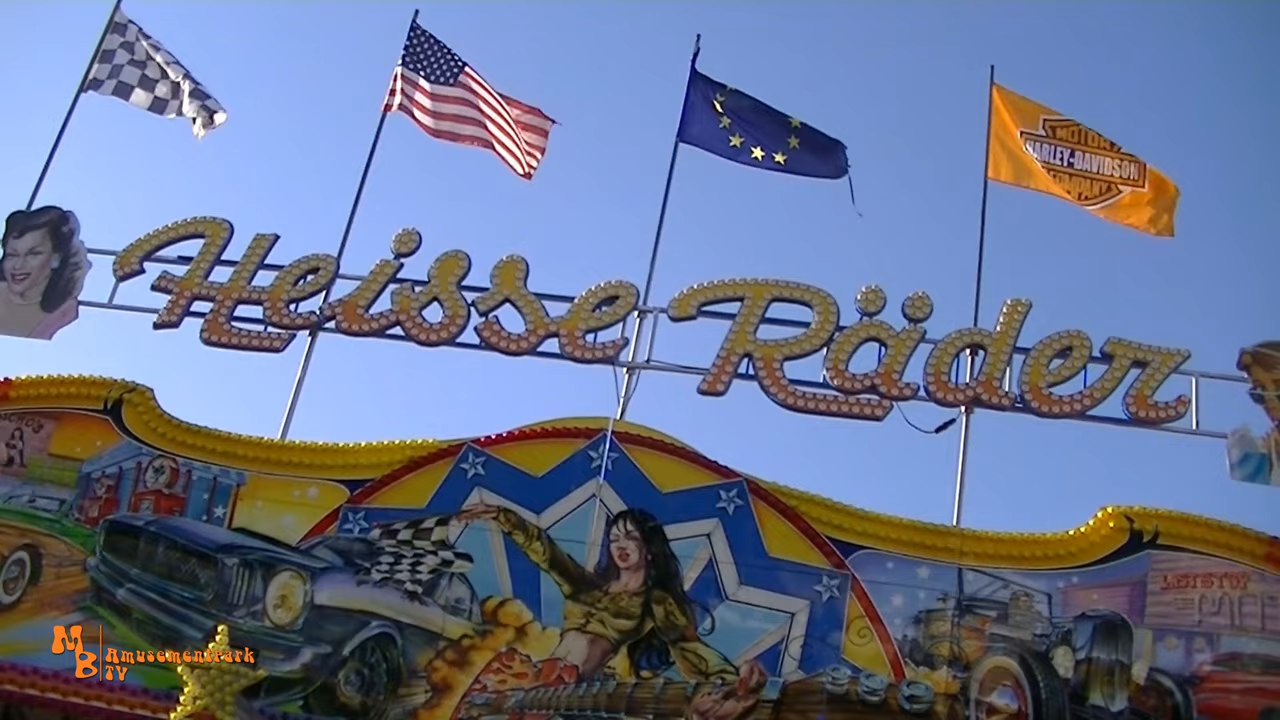 MOTOR
HARLEY-DAVIDSON
COMPANY
Heisse Räder
MB Amusementpark
TV